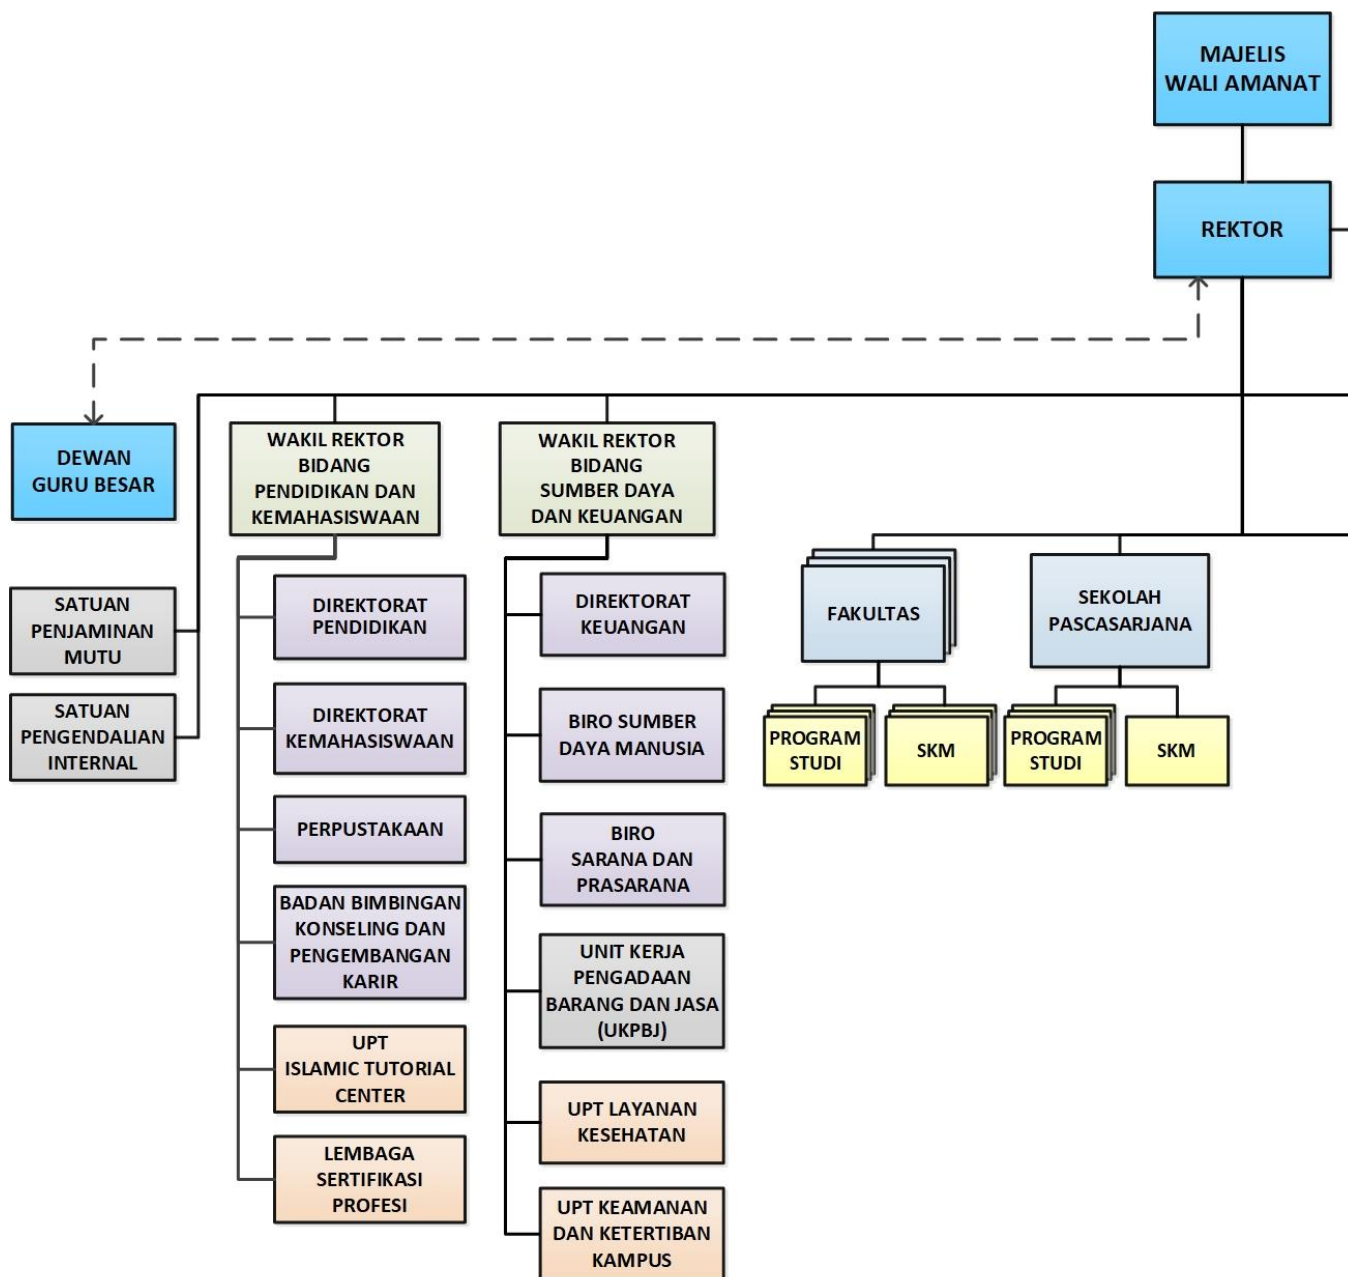 MAJELIS
WALI AMANAT
REKTOR
DEWAN
GURU BESAR
SATUAN
PENJAMINAN
MUTU
SATUAN
PENGENDALIAN
INTERNAL
WAKIL REKTOR
BIDANG
PENDIDIKAN DAN
KEMAHASISWAAN
DIREKTORAT
PENDIDIKAN
DIREKTORAT
KEMAHASISWAAN
PERPUSTAKAAN
BADAN BIMBINGAN
KONSELING DAN
PENGEMBANGAN
KARIR
UPT
ISLAMIC TUTORIAL
CENTER
LEMBAGA
SERTIFIKASI
PROFESI
WAKIL REKTOR
BIDANG
SUMBER DAYA
DAN KEUANGAN
DIREKTORAT
KEUANGAN
BIRO SUMBER
DAYA MANUSIA
BIRO
SARANA DAN
PRASARANA
UNIT KERJA
PENGADAAN
BARANG DAN JASA
(UKPBJ)
UPT LAYANAN
KESEHATAN
UPT KEAMANAN
DAN KETERTIBAN
KAMPUS
FAKULTAS
PROGRAM
STUDI
SKM
SEKOLAH
PASCASARJANA
PROGRAM
STUDI
SKM